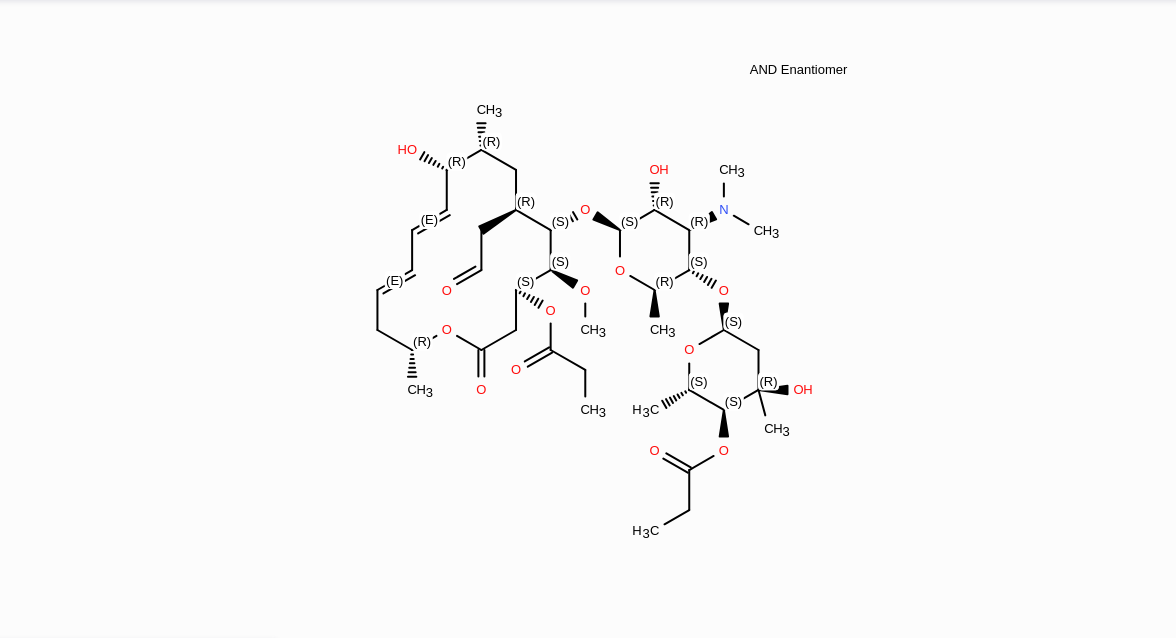 AND Enantiomer
CH3
HO
(R)
(R)
OH
CH3
(R)
(R)
O
N
(E)
(S)
(S)
(R)
CH3
(S)
(S)
O
(E)
(S)
(R)
O
O
O
O
(S)
O
(R)
CH3
CH3
O
O
(S)
(R)
O
CH3
OH
H3C
(S)
CH3
CH3
O
O
H3C